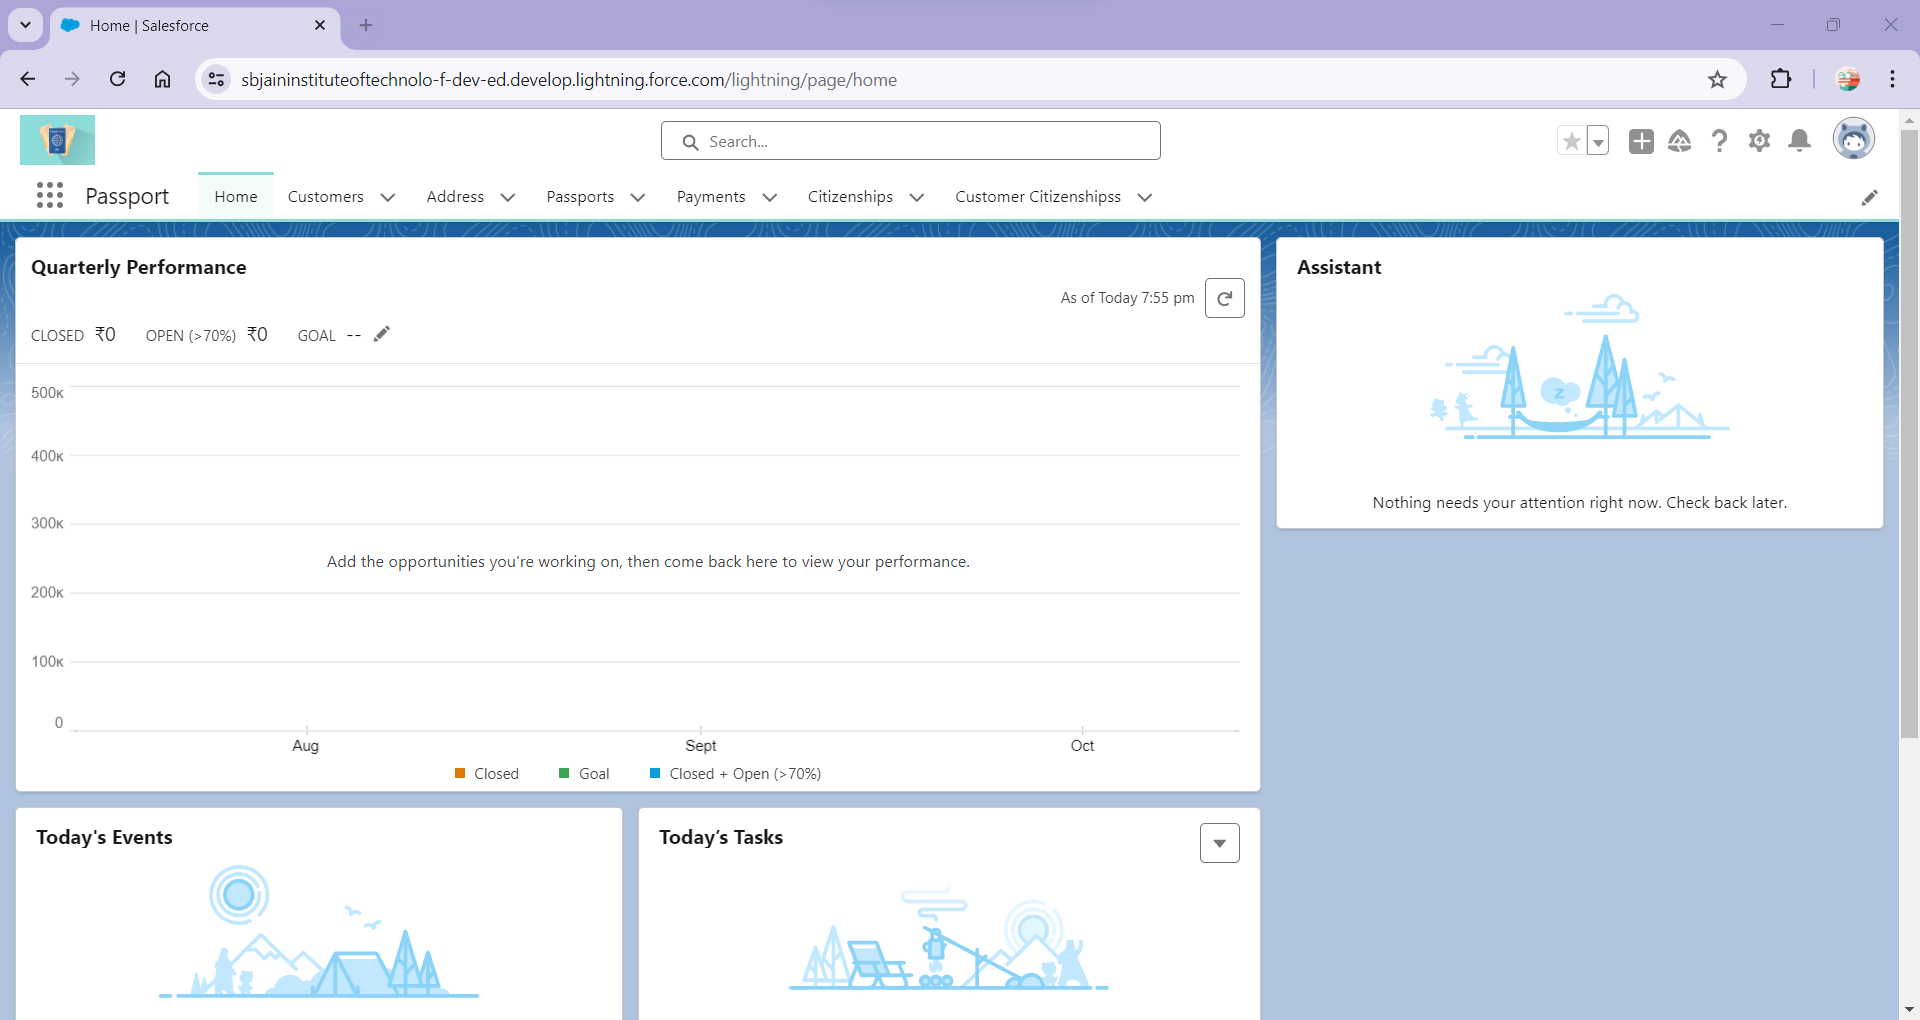 Home | Salesforce
sbjaininstituteoftechnolo-f-dev-ed.develop.lightning.force.com/lightning/page/home
Search...
Passport
Home Customers Address Passports Payments Citizenships Customer Citizenshipss
Quarterly Performance
As of Today 7:55 pm
CLOSED ₹0 OPEN (>70%) ₹0 GOAL --
500K
400K
300K
Add the opportunities you're working on, then come back here to view your performance.
200K
100K
0
Aug Sept Oct
Closed Goal Closed + Open (>70%)
Assistant
z
Nothing needs your attention right now. Check back later.
Today's Events
Today’s Tasks